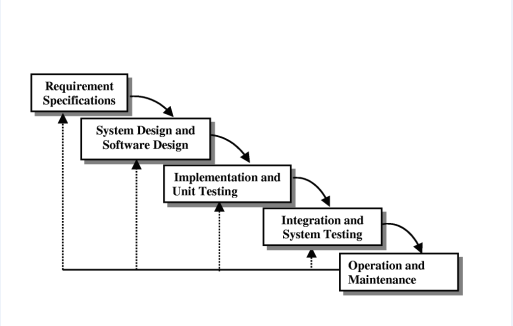 Requirement
Specifications
System Design and
Software Design
Implementation and
Unit Testing
Integration and
System Testing
Operation and
Maintenance